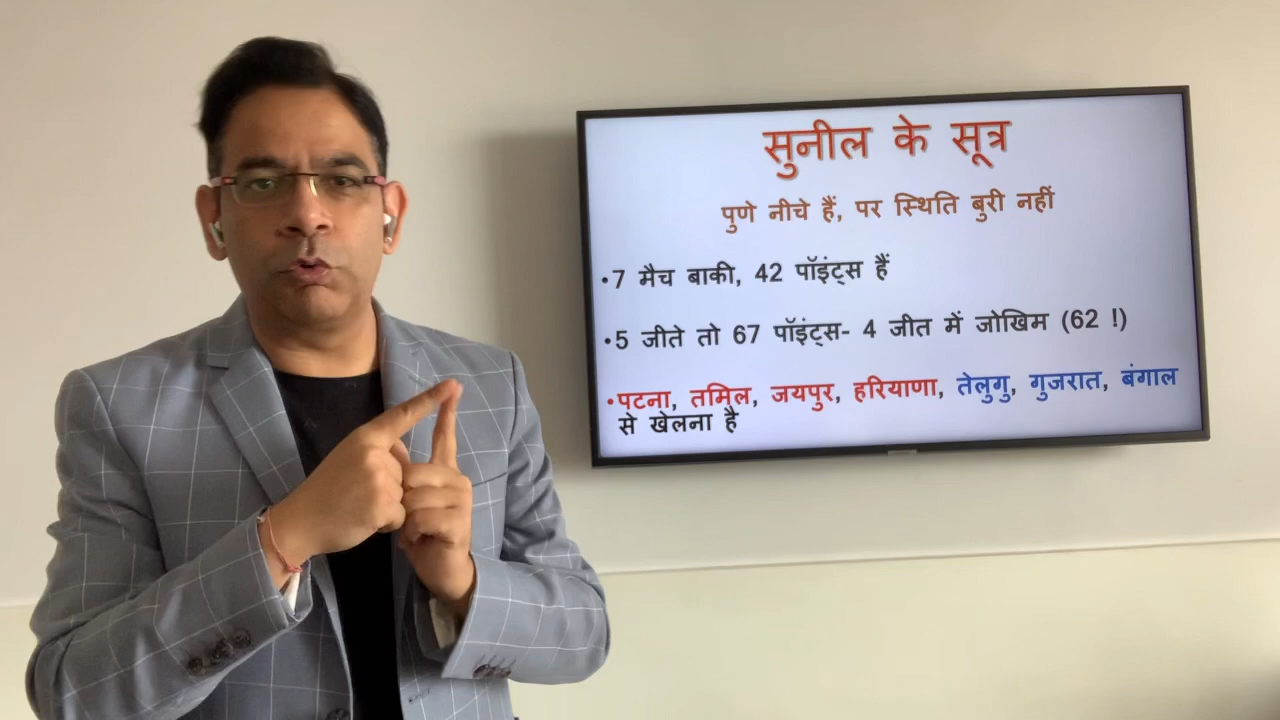 सुनील के सूत्र
पुणे नीचे हैं, पर स्थिति बुरी नहीं
•7 मैच बाकी, 42 पॉइंट्स हैं
•5 जीते तो 67 पॉइंट्स- 4 जीत में जोखिम (62 !)
•पटना, तमिल, जयपुर, हरियाणा, तेलुगु, गुजरात, बंगाल
से खेलना है